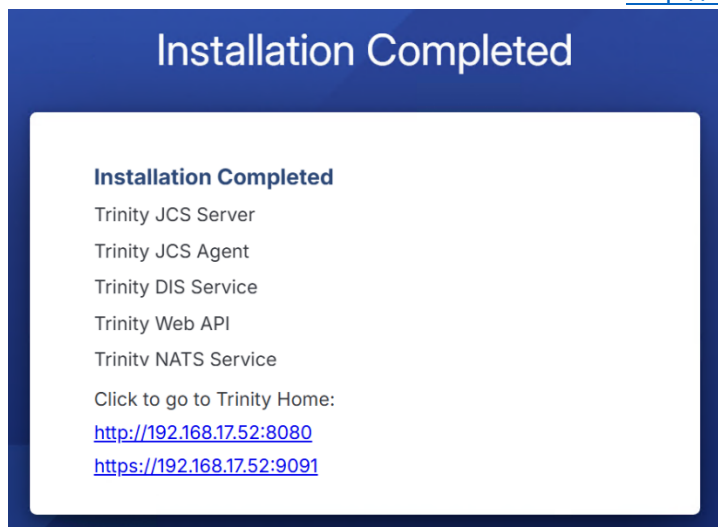 Installation Completed
Installation Completed
Trinity JCS Server
Trinity JCS Agent
Trinity DIS Service
Trinity Web API
Trinity NATS Service
Click to go to Trinity Home:
http://192.168.17.52:8080
https://192.168.17.52:9091